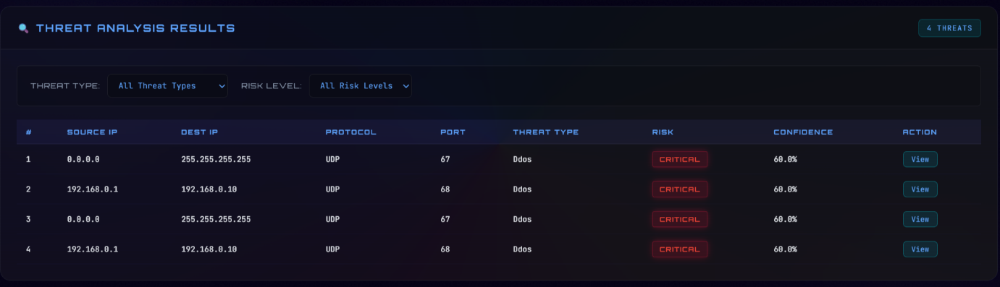 THREAT ANALYSIS RESULTS 4 THREATS
THREAT TYPE: All Threat Types RISK LEVEL: All Risk Levels
# SOURCE IP DEST IP PROTOCOL PORT THREAT TYPE RISK CONFIDENCE ACTION
1 0.0.0.0 255.255.255.255 UDP 67 Ddos CRITICAL 60.0% View
2 192.168.0.1 192.168.0.10 UDP 68 Ddos CRITICAL 60.0% View
3 0.0.0.0 255.255.255.255 UDP 67 Ddos CRITICAL 60.0% View
4 192.168.0.1 192.168.0.10 UDP 68 Ddos CRITICAL 60.0% View